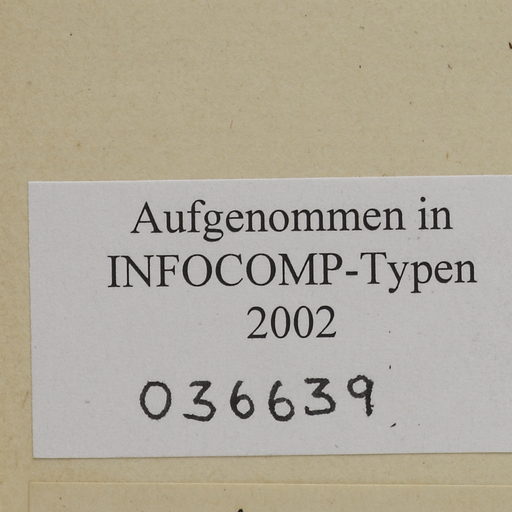 Aufgenommen in
INFOCOMP-Typen
2002
036639